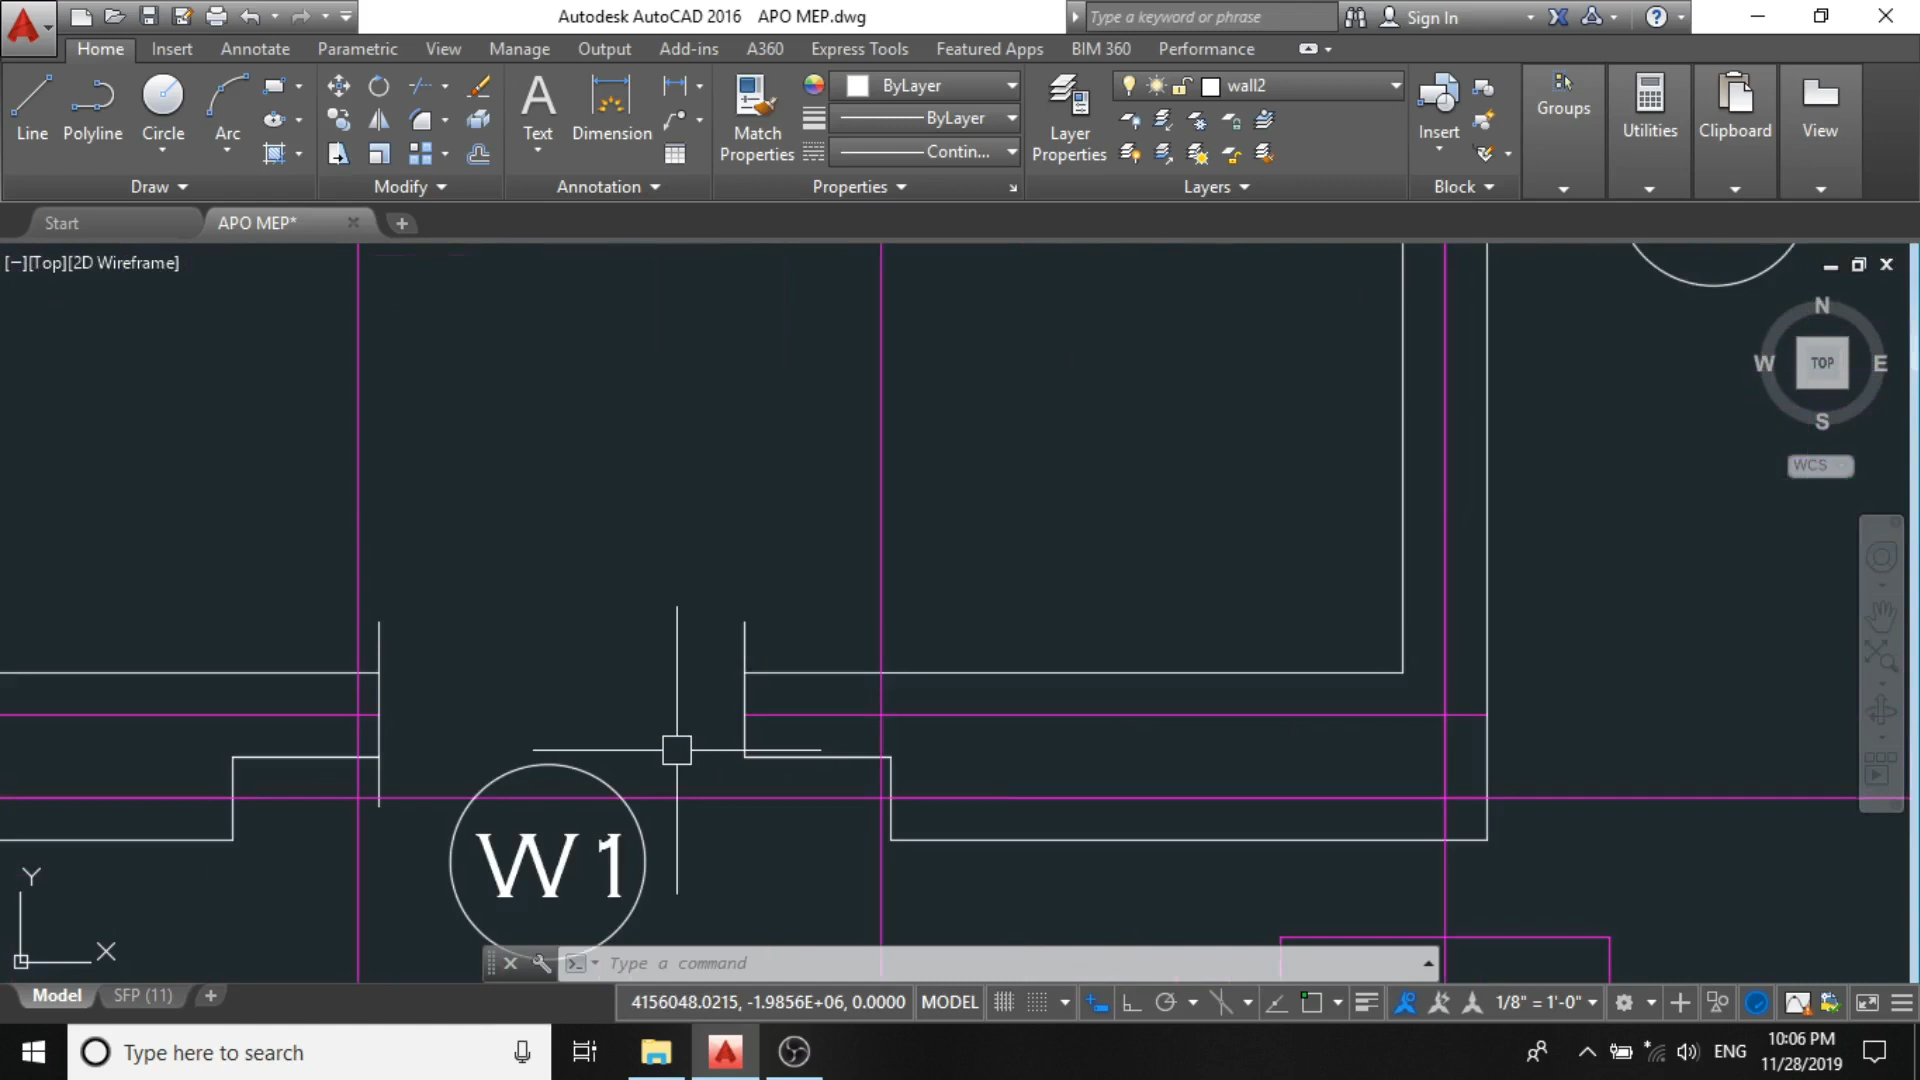 Autodesk AutoCAD 2016 APO MEP.dwg
Type a keyword or phrase
Sign In
Home Insert Annotate Parametric View Manage Output Add-ins A360 Express Tools Featured Apps BIM 360 Performance
Line Polyline Circle Arc
Draw
Modify
Text Dimension
Annotation
Match Properties
ByLayer
ByLayer
Contin...
Properties
Layer Properties
wall2
Layers
Insert
Block
Groups
Utilities
Clipboard
View
Start APO MEP*
[−][Top][2D Wireframe]
N
W TOP E
S
WCS
W1
Y
X
Type a command
Model SFP (11)
4156048.0215, -1.9856E+06, 0.0000 MODEL 1/8" = 1'-0"
Type here to search
ENG
10:06 PM
11/28/2019